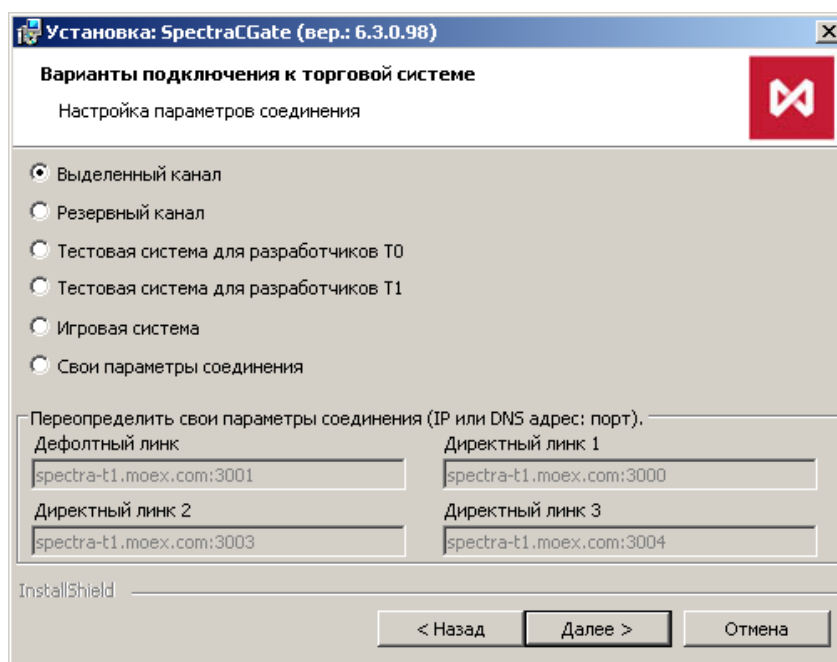 Установка: SpectraCGate (вер.: 6.3.0.98)
Варианты подключения к торговой системе
Настройка параметров соединения
Выделенный канал
Резервный канал
Тестовая система для разработчиков T0
Тестовая система для разработчиков T1
Игровая система
Свои параметры соединения
Переопределить свои параметры соединения (IP или DNS адрес: порт).
Дефолтный линк Директный линк 1
spectra-t1.moex.com:3001 spectra-t1.moex.com:3000
Директный линк 2 Директный линк 3
spectra-t1.moex.com:3003 spectra-t1.moex.com:3004
InstallShield
< Назад Далее > Отмена